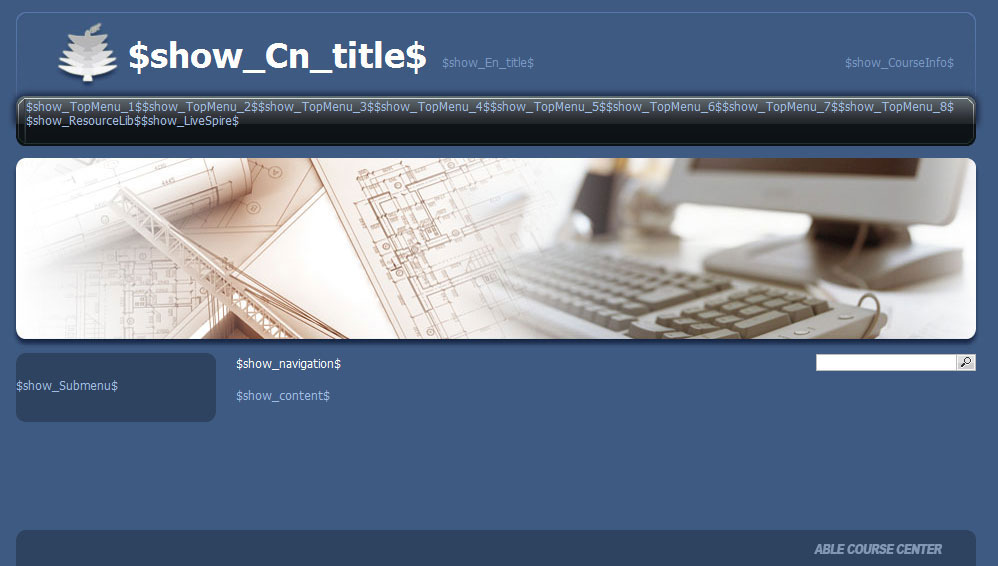 $show_Cn_title$ $show_En_title$ $show_CourseInfo$
$show_TopMenu_1$$show_TopMenu_2$$show_TopMenu_3$$show_TopMenu_4$$show_TopMenu_5$$show_TopMenu_6$$show_TopMenu_7$$show_TopMenu_8$
$show_ResourceLib$$show_LiveSpire$
$show_navigation$
$show_Submenu$
$show_content$
ABLE COURSE CENTER